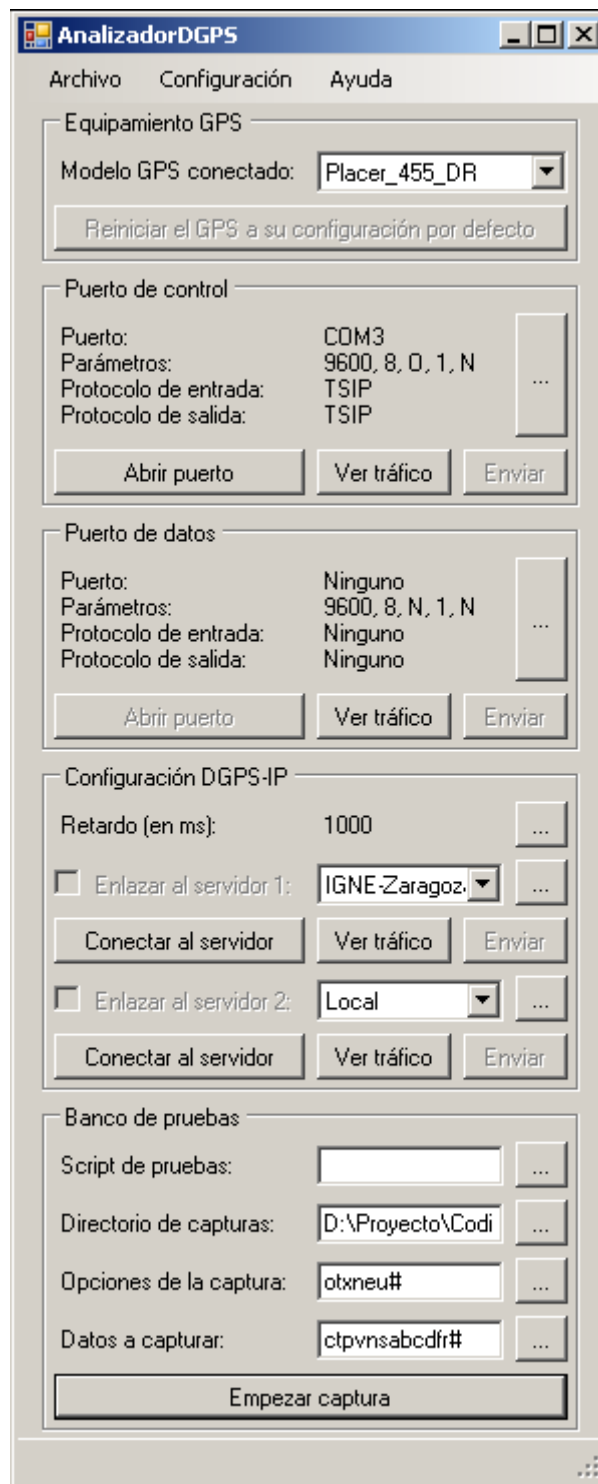 AnalizadorDGPS
Archivo Configuración Ayuda
Equipamiento GPS
Modelo GPS conectado: Placer_455_DR
Reiniciar el GPS a su configuración por defecto
Puerto de control
Puerto: COM3
Parámetros: 9600, 8, O, 1, N
Protocolo de entrada: TSIP
Protocolo de salida: TSIP
...
Abrir puerto Ver tráfico Enviar
Puerto de datos
Puerto: Ninguno
Parámetros: 9600, 8, N, 1, N
Protocolo de entrada: Ninguno
Protocolo de salida: Ninguno
...
Abrir puerto Ver tráfico Enviar
Configuración DGPS-IP
Retardo (en ms): 1000 ...
Enlazar al servidor 1: IGNE-Zaragoz ...
Conectar al servidor Ver tráfico Enviar
Enlazar al servidor 2: Local ...
Conectar al servidor Ver tráfico Enviar
Banco de pruebas
Script de pruebas: ...
Directorio de capturas: D:\Proyecto\Codi ...
Opciones de la captura: otxneu# ...
Datos a capturar: ctpvnsabcdfr# ...
Empezar captura